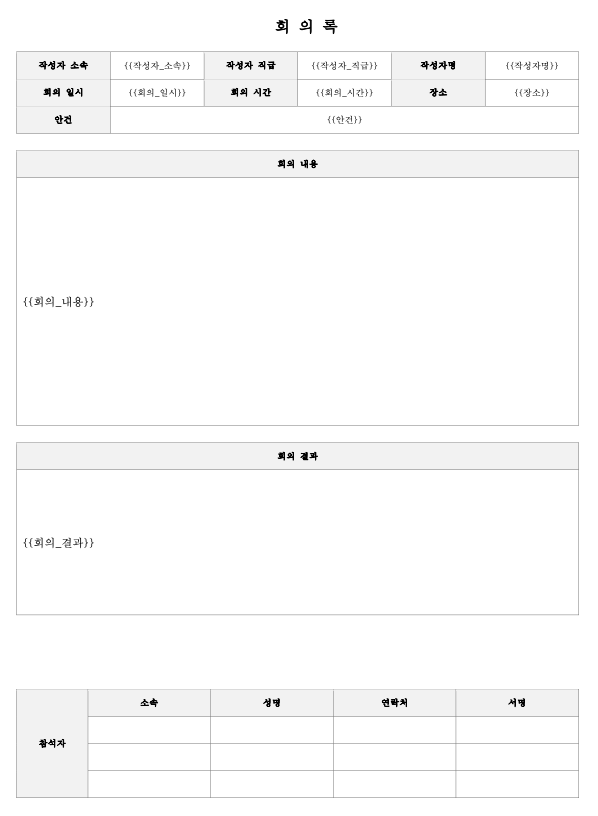 회 의 록
작성자 소속 {{작성자_소속}} 작성자 직급 {{작성자_직급}} 작성자명 {{작성자명}}
회의 일시 {{회의_일시}} 회의 시간 {{회의_시간}} 장소 {{장소}}
안건 {{안건}}
회의 내용
{{회의_내용}}
회의 결과
{{회의_결과}}
소속 성명 연락처 서명
참석자